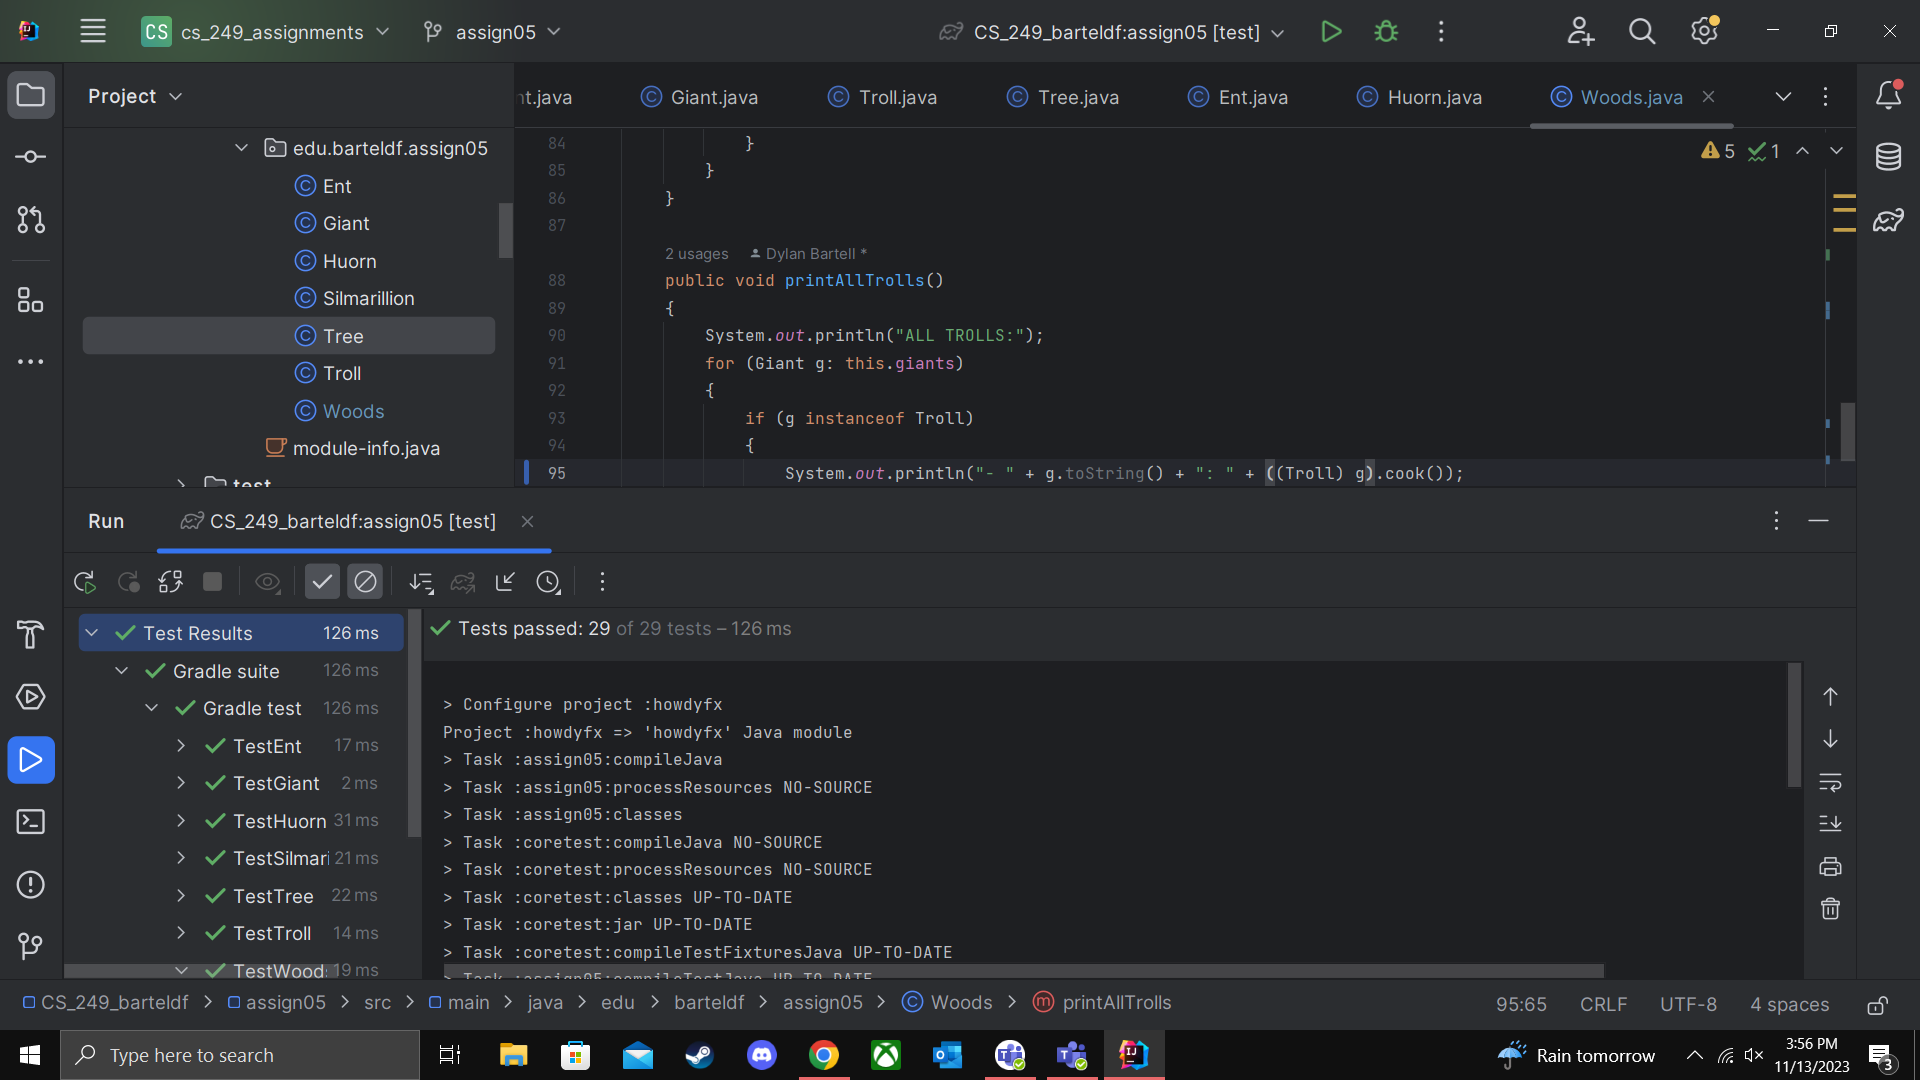 CS cs_249_assignments assign05 CS_249_barteldf:assign05 [test]
Project
nt.java Giant.java Troll.java Tree.java Ent.java Huorn.java Woods.java
edu.barteldf.assign05
Ent
Giant
Huorn
Silmarillion
Tree
Troll
Woods
module-info.java
test
5 1
84 }
85 }
86 }
87
2 usages Dylan Bartell *
88 public void printAllTrolls()
89 {
90 System.out.println("ALL TROLLS:");
91 for (Giant g: this.giants)
92 {
93 if (g instanceof Troll)
94 {
95 System.out.println("- " + g.toString() + ": " + ((Troll) g).cook());
Run CS_249_barteldf:assign05 [test]
Test Results 126 ms
Gradle suite 126 ms
Gradle test 126 ms
TestEnt 17 ms
TestGiant 2 ms
TestHuorn 31 ms
TestSilmari 21 ms
TestTree 22 ms
TestTroll 14 ms
TestWoods 19 ms
Tests passed: 29 of 29 tests – 126 ms
> Configure project :howdyfx
Project :howdyfx => 'howdyfx' Java module
> Task :assign05:compileJava
> Task :assign05:processResources NO-SOURCE
> Task :assign05:classes
> Task :coretest:compileJava NO-SOURCE
> Task :coretest:processResources NO-SOURCE
> Task :coretest:classes UP-TO-DATE
> Task :coretest:jar UP-TO-DATE
> Task :coretest:compileTestFixturesJava UP-TO-DATE
> Task :assign05:compileTestJava UP-TO-DATE
CS_249_barteldf > assign05 > src > main > java > edu > barteldf > assign05 > Woods > printAllTrolls 95:65 CRLF UTF-8 4 spaces
Type here to search
Rain tomorrow
3:56 PM
11/13/2023
3